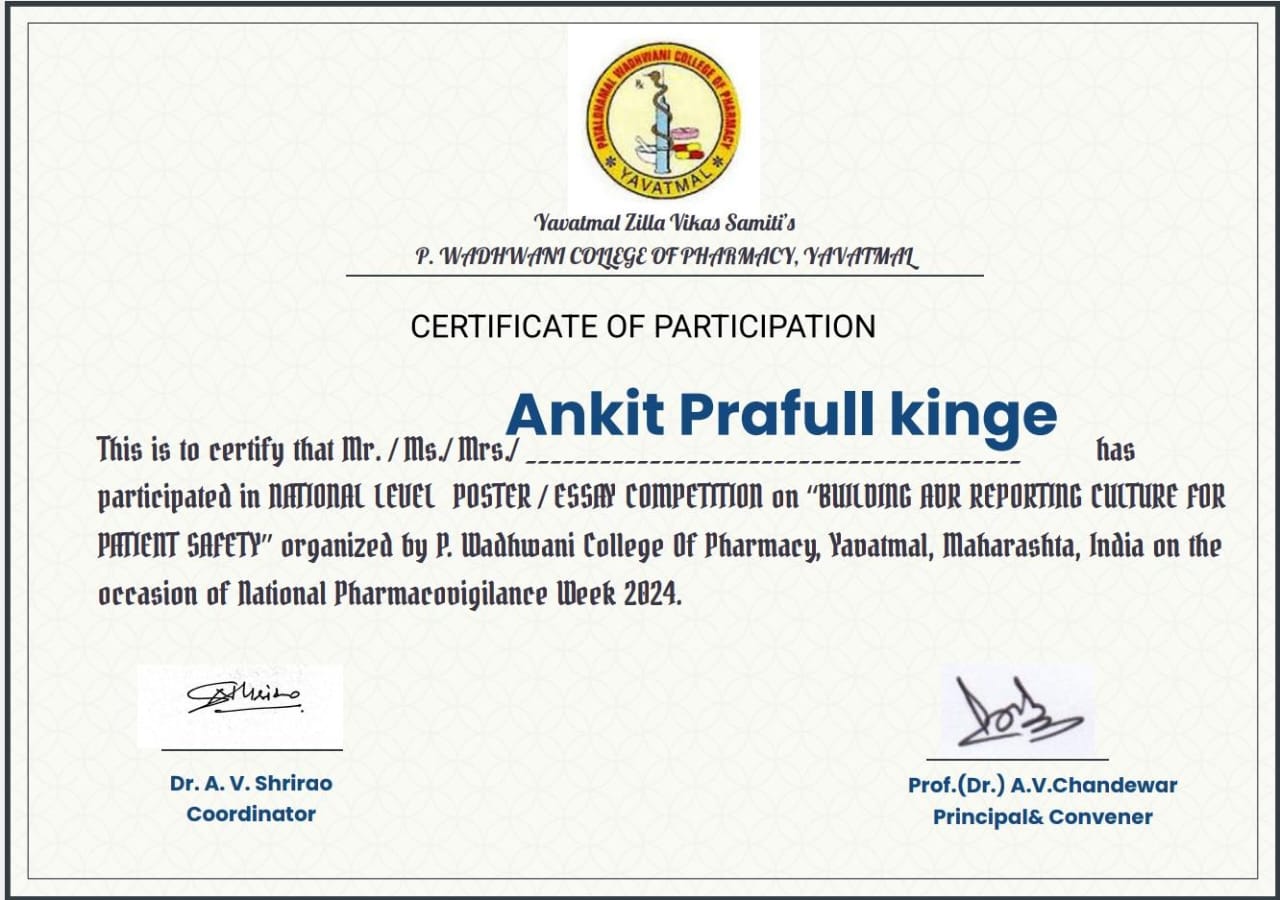 PATALDHAMAL WADHWANI COLLEGE OF PHARMACY
* YAVATMAL *
Yavatmal Zilla Vikas Samiti's
P. WADHWANI COLLEGE OF PHARMACY, YAVATMAL
CERTIFICATE OF PARTICIPATION
Ankit Prafull kinge
This is to certify that Mr. / Ms./ Mrs./ ________________________________________ has
participated in NATIONAL LEVEL POSTER / ESSAY COMPETITION on “BUILDING ADR REPORTING CULTURE FOR
PATIENT SAFETY” organized by P. Wadhwani College Of Pharmacy, Yavatmal, Maharashta, India on the
occasion of National Pharmacovigilance Week 2024.
Dr. A. V. Shrirao
Coordinator
Prof.(Dr.) A.V.Chandewar
Principal& Convener